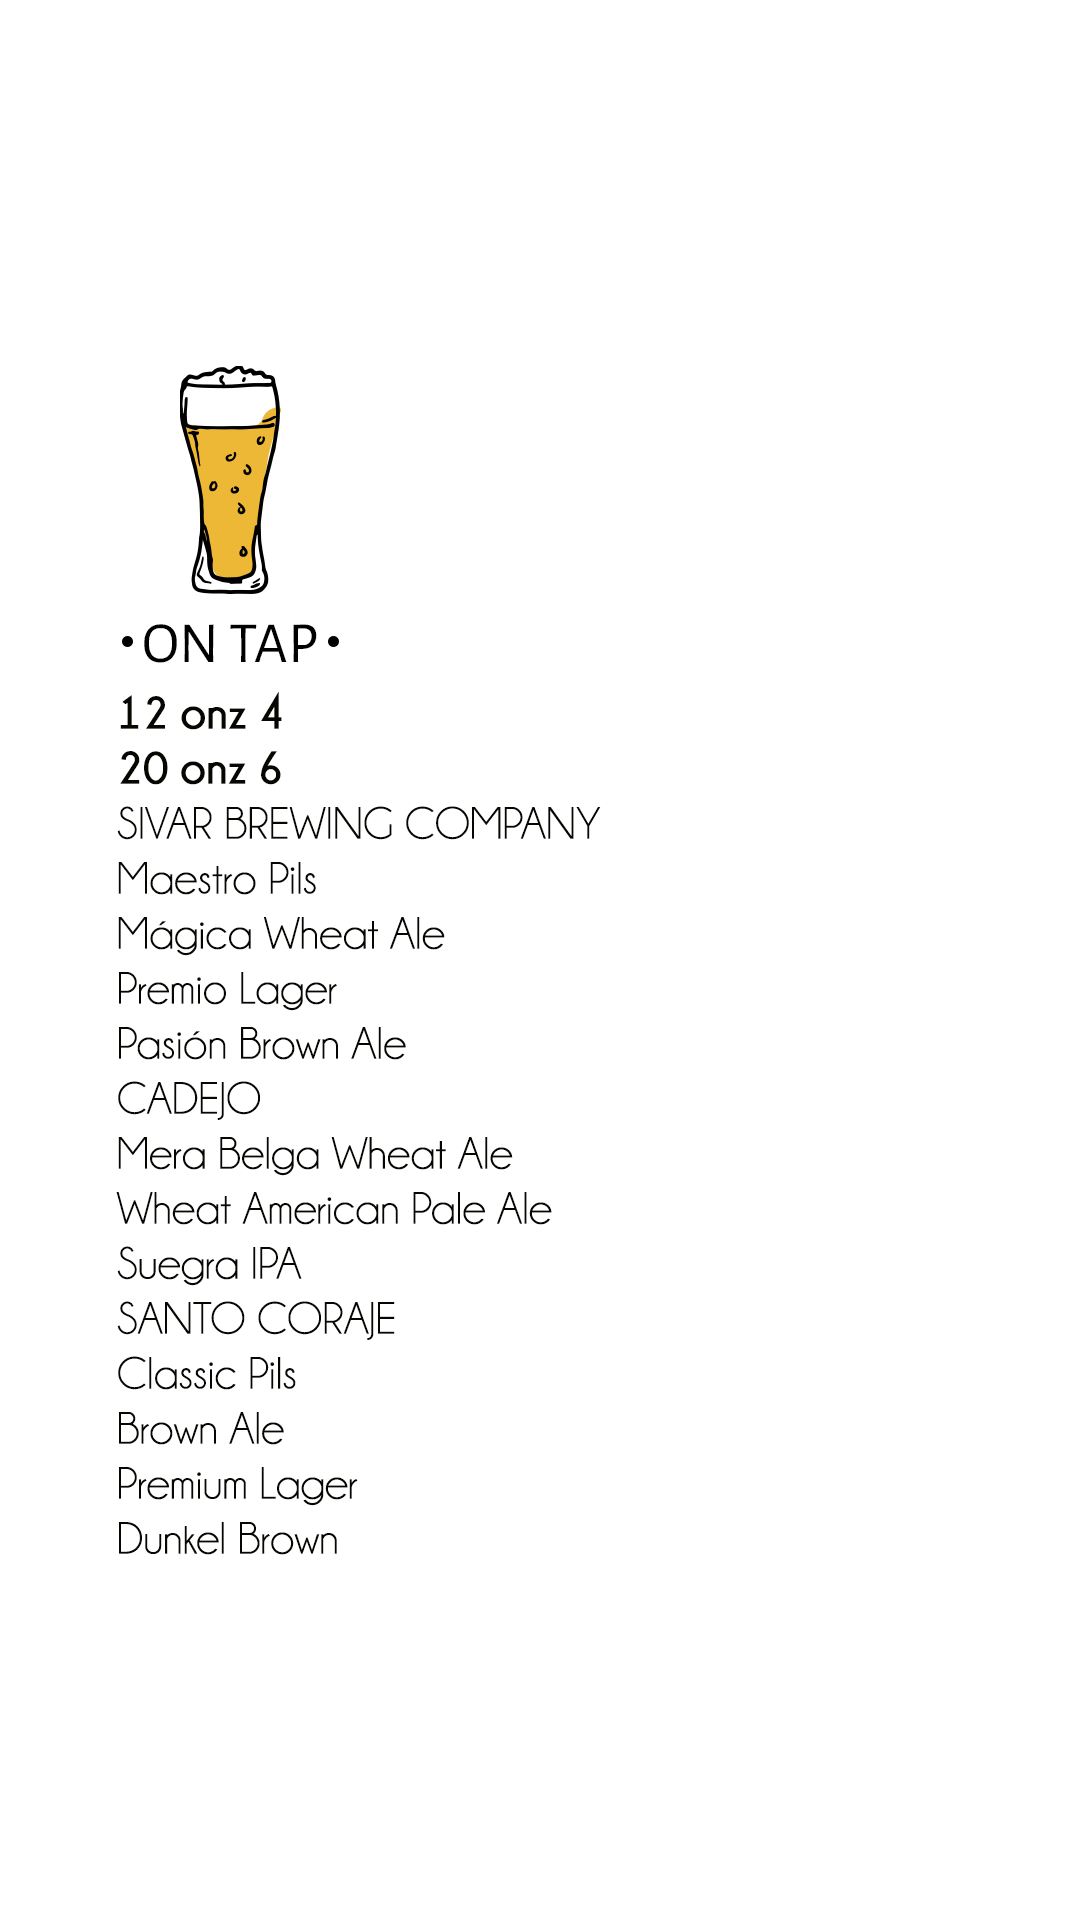 •ON TAP•
12 onz 4
20 onz 6
SIVAR BREWING COMPANY
Maestro Pils
Mágica Wheat Ale
Premio Lager
Pasión Brown Ale
CADEJO
Mera Belga Wheat Ale
Wheat American Pale Ale
Suegra IPA
SANTO CORAJE
Classic Pils
Brown Ale
Premium Lager
Dunkel Brown